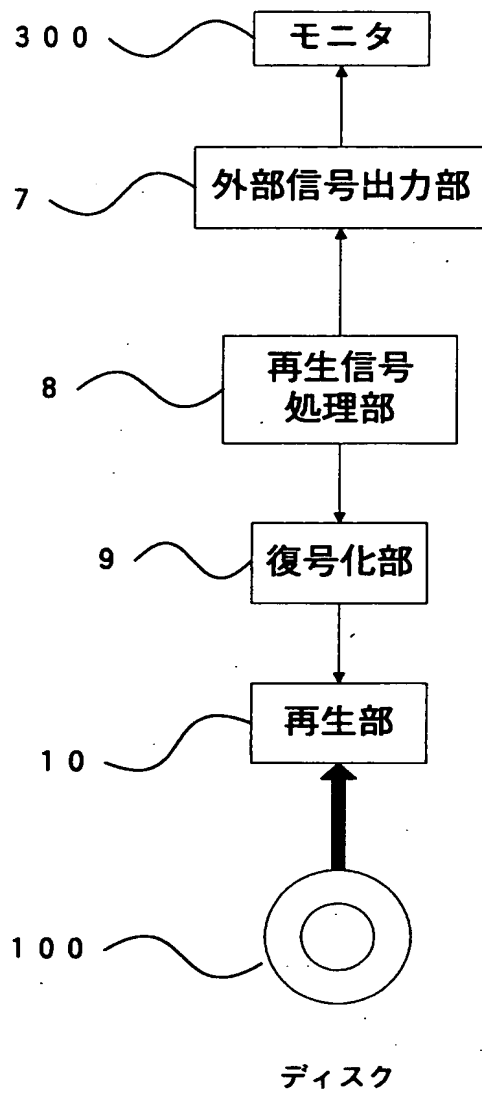 ３００
モニタ
７
外部信号出力部
８
再生信号
処理部
９
復号化部
１０
再生部
１００
ディスク